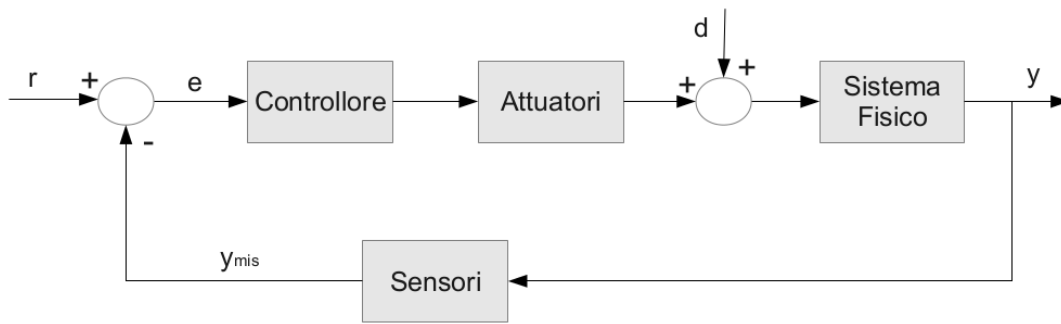 d
r
+
e
Controllore
Attuatori
+
+
Sistema
Fisico
y
-
ymis
Sensori